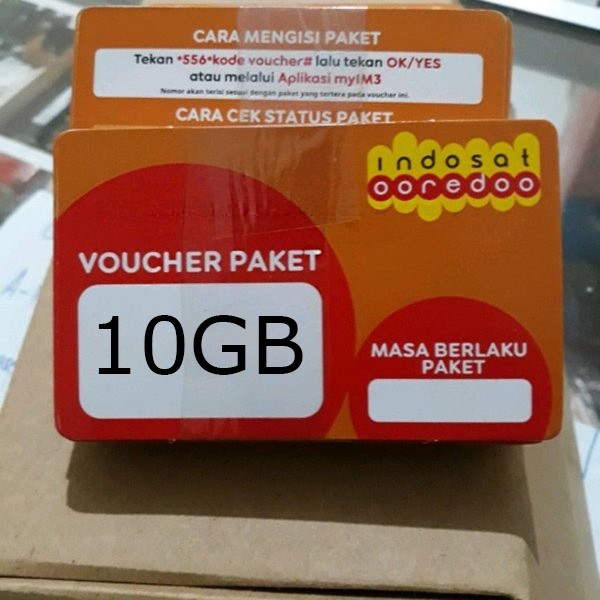 CARA MENGISI PAKET
Tekan *556*kode voucher# lalu tekan OK/YES
atau melalui Aplikasi myIM3
Nomor akan terisi sesuai dengan paket yang tertera pada voucher ini.
CARA CEK STATUS PAKET
indosat
ooredoo
VOUCHER PAKET
10GB
MASA BERLAKU
PAKET